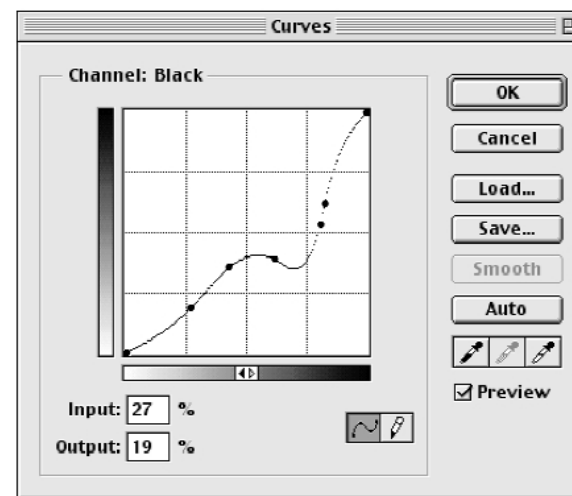 Curves
Channel: Black
OK
Cancel
Load...
Save...
Smooth
Auto
Preview
Input: 27 %
Output: 19 %